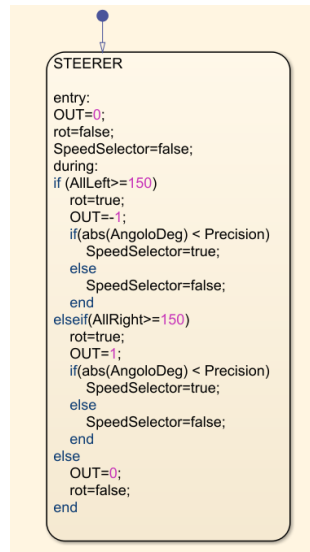 STEERER
entry:
OUT=0;
rot=false;
SpeedSelector=false;
during:
if (AllLeft>=150)
rot=true;
OUT=-1;
if(abs(AngoloDeg) < Precision)
SpeedSelector=true;
else
SpeedSelector=false;
end
elseif(AllRight>=150)
rot=true;
OUT=1;
if(abs(AngoloDeg) < Precision)
SpeedSelector=true;
else
SpeedSelector=false;
end
else
OUT=0;
rot=false;
end